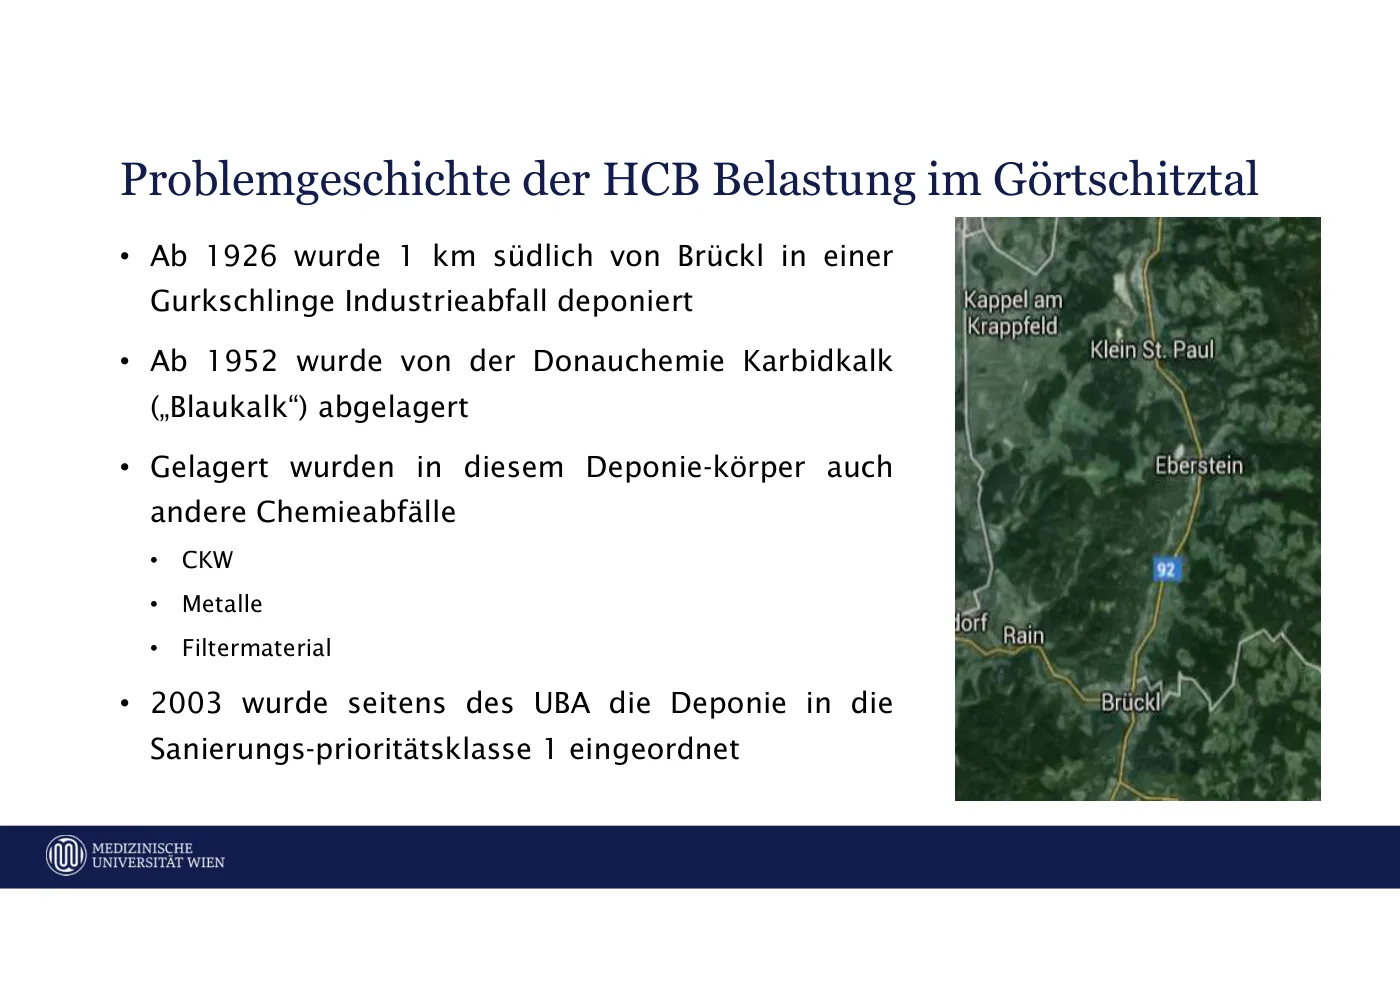 Problemgeschichte der HCB Belastung im Görtschitztal
• Ab 1926 wurde 1 km südlich von Brückl in einer
Gurkschlinge Industrieabfall deponiert
• Ab 1952 wurde von der Donauchemie Karbidkalk
(„Blaukalk“) abgelagert
• Gelagert wurden in diesem Deponie-körper auch
andere Chemieabfälle
• CKW
• Metalle
• Filtermaterial
• 2003 wurde seitens des UBA die Deponie in die
Sanierungs-prioritätsklasse 1 eingeordnet
Kappel am
Krappfeld
Klein St. Paul
Eberstein
92
dorf
Rain
Brückl
MEDIZINISCHE
UNIVERSITÄT WIEN